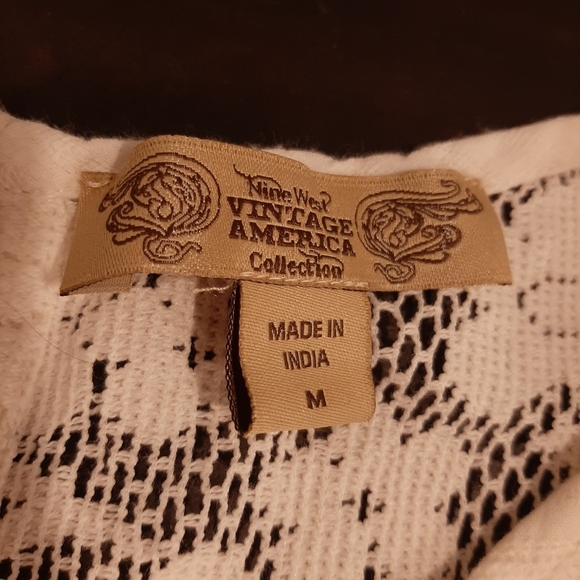 Nine West
VINTAGE
AMERICA
Collection
MADE IN
INDIA
M